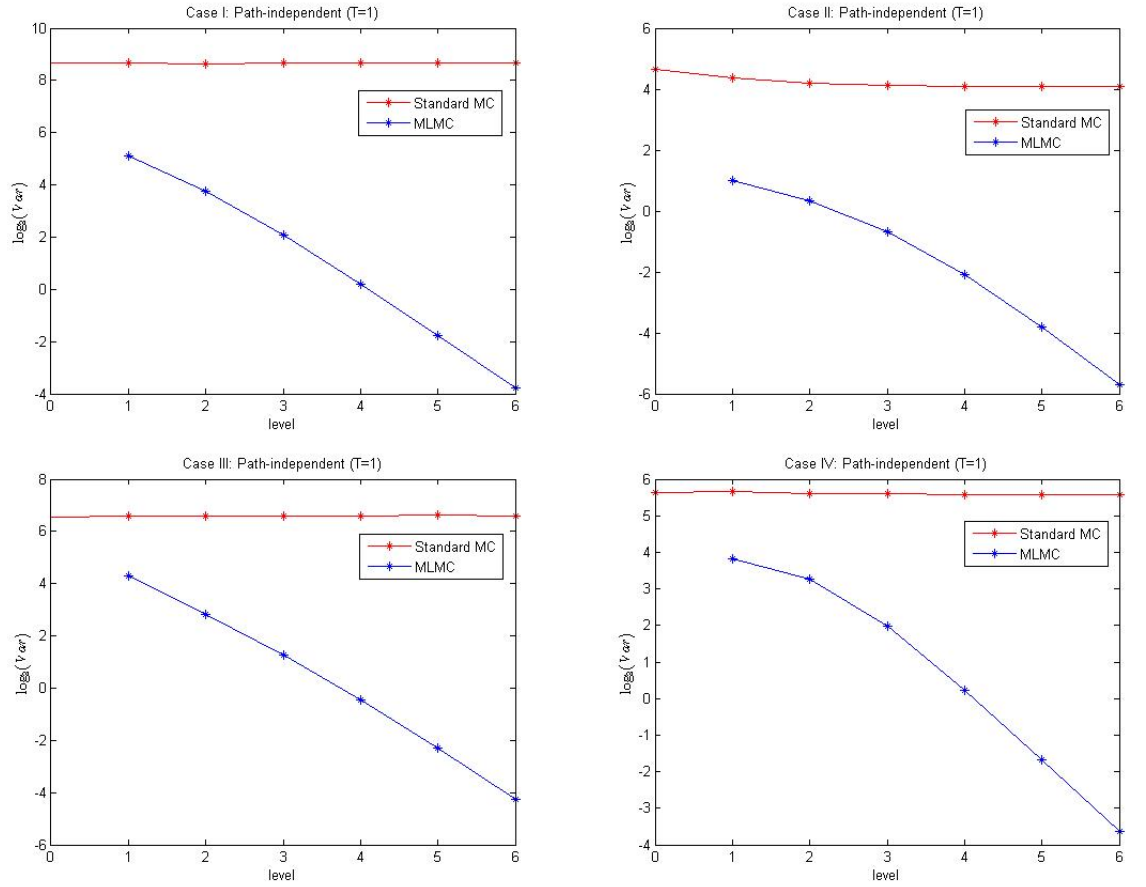 Case I: Path-independent (T=1)
10
8
6
4
2
0
-2
-4
log₂(Var)
0 1 2 3 4 5 6
level
Standard MC
MLMC
Case II: Path-independent (T=1)
6
4
2
0
-2
-4
-6
log₂(Var)
0 1 2 3 4 5 6
level
Standard MC
MLMC
Case III: Path-independent (T=1)
8
6
4
2
0
-2
-4
-6
log₂(Var)
0 1 2 3 4 5 6
level
Standard MC
MLMC
Case IV: Path-independent (T=1)
6
5
4
3
2
1
0
-1
-2
-3
-4
log₂(Var)
0 1 2 3 4 5 6
level
Standard MC
MLMC